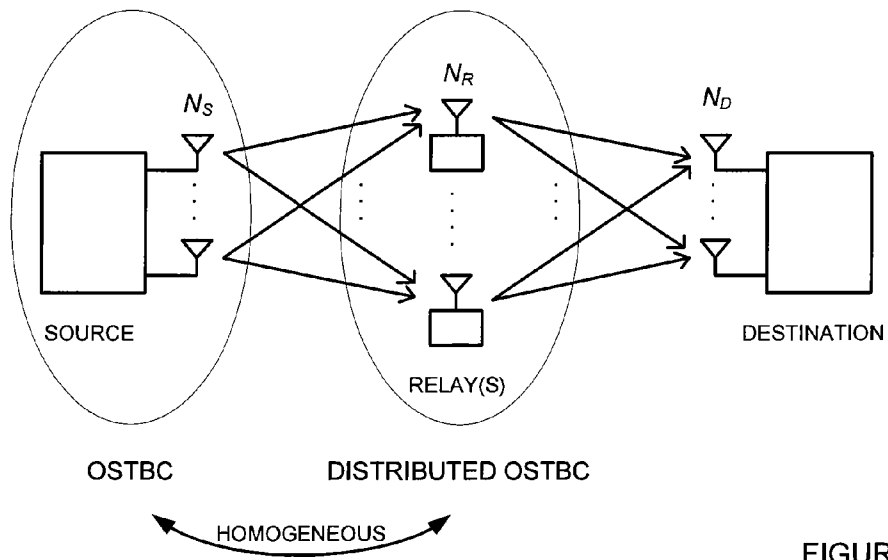 N_S
N_R
N_D
SOURCE
RELAY(S)
DESTINATION
OSTBC
DISTRIBUTED OSTBC
HOMOGENEOUS
FIGUR